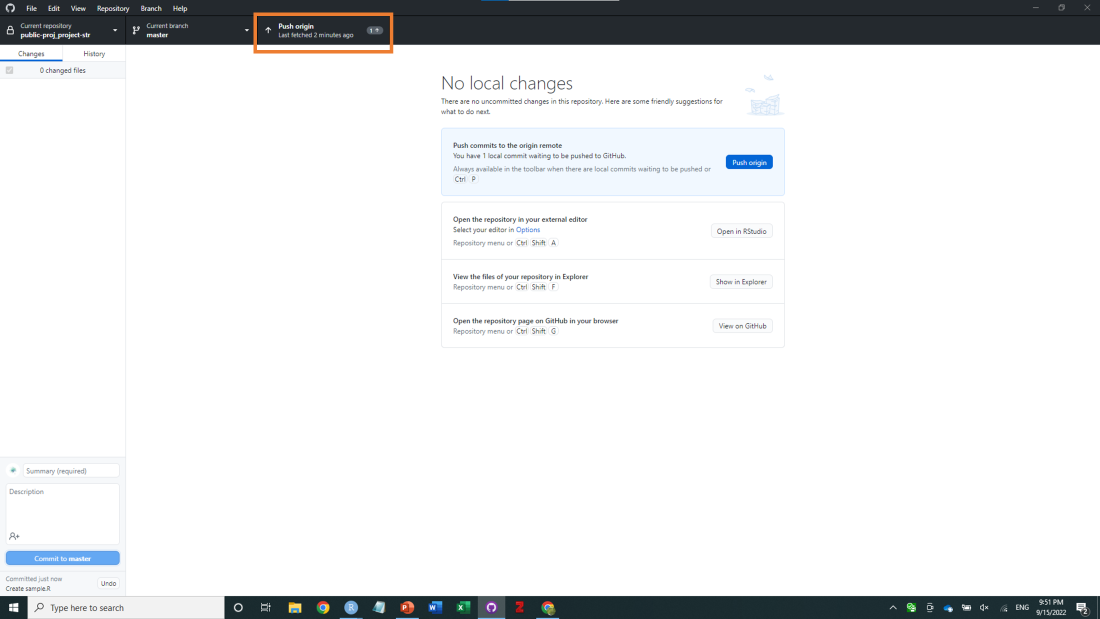 File Edit View Repository Branch Help
Current repository
public-proj_project-str
Current branch
master
Push origin
Last fetched 2 minutes ago
1
Changes History
0 changed files
No local changes
There are no uncommitted changes in this repository. Here are some friendly suggestions for
what to do next.
Push commits to the origin remote
You have 1 local commit waiting to be pushed to GitHub.
Always available in the toolbar when there are local commits waiting to be pushed or
Ctrl P
Push origin
Open the repository in your external editor
Select your editor in Options
Repository menu or Ctrl Shift A
Open in RStudio
View the files of your repository in Explorer
Repository menu or Ctrl Shift F
Show in Explorer
Open the repository page on GitHub in your browser
Repository menu or Ctrl Shift G
View on GitHub
Summary (required)
Description
Commit to master
Committed just now
Create sample.R
Undo
Type here to search
ENG
9:51 PM
9/15/2022
2